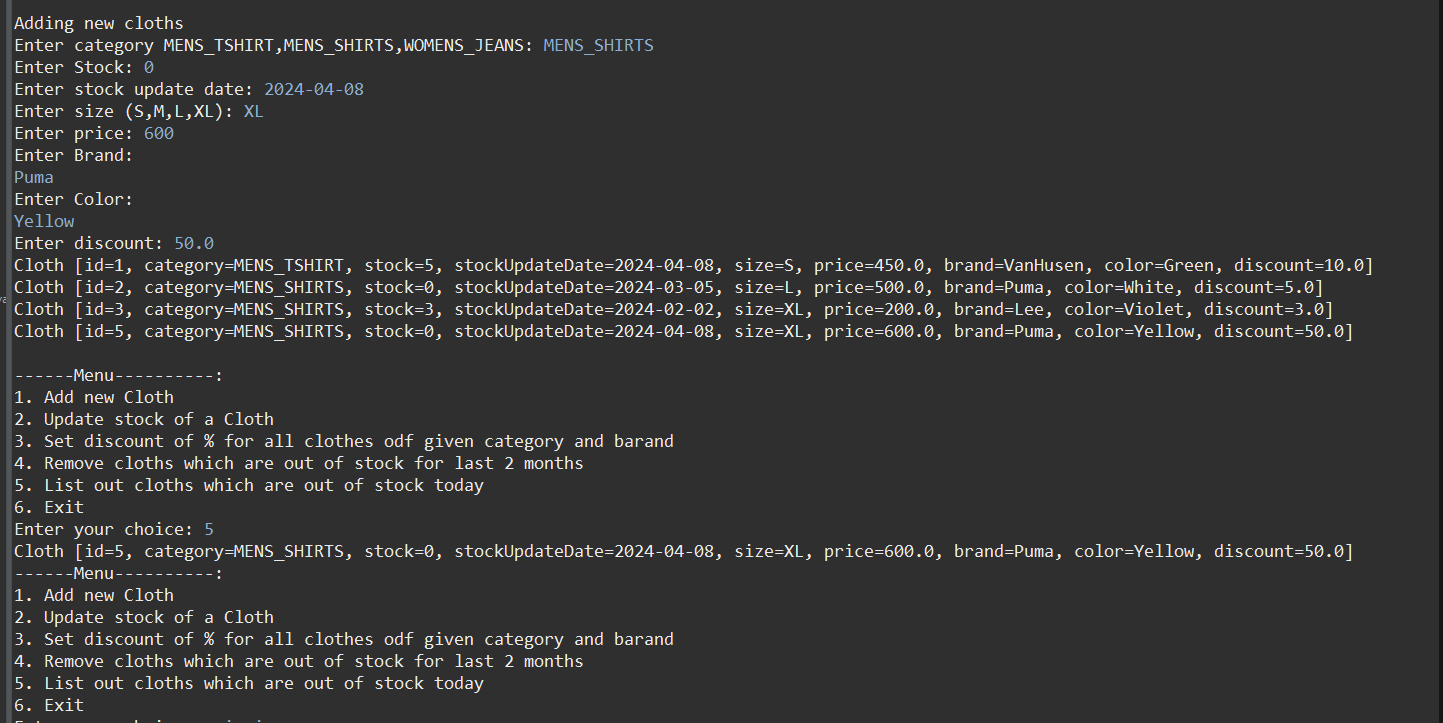 Adding new cloths
Enter category MENS_TSHIRT,MENS_SHIRTS,WOMENS_JEANS: MENS_SHIRTS
Enter Stock: 0
Enter stock update date: 2024-04-08
Enter size (S,M,L,XL): XL
Enter price: 600
Enter Brand:
Puma
Enter Color:
Yellow
Enter discount: 50.0
Cloth [id=1, category=MENS_TSHIRT, stock=5, stockUpdateDate=2024-04-08, size=S, price=450.0, brand=VanHusen, color=Green, discount=10.0]
Cloth [id=2, category=MENS_SHIRTS, stock=0, stockUpdateDate=2024-03-05, size=L, price=500.0, brand=Puma, color=White, discount=5.0]
Cloth [id=3, category=MENS_SHIRTS, stock=3, stockUpdateDate=2024-02-02, size=XL, price=200.0, brand=Lee, color=Violet, discount=3.0]
Cloth [id=5, category=MENS_SHIRTS, stock=0, stockUpdateDate=2024-04-08, size=XL, price=600.0, brand=Puma, color=Yellow, discount=50.0]
------Menu----------:
1. Add new Cloth
2. Update stock of a Cloth
3. Set discount of % for all clothes odf given category and barand
4. Remove cloths which are out of stock for last 2 months
5. List out cloths which are out of stock today
6. Exit
Enter your choice: 5
Cloth [id=5, category=MENS_SHIRTS, stock=0, stockUpdateDate=2024-04-08, size=XL, price=600.0, brand=Puma, color=Yellow, discount=50.0]
------Menu----------:
1. Add new Cloth
2. Update stock of a Cloth
3. Set discount of % for all clothes odf given category and barand
4. Remove cloths which are out of stock for last 2 months
5. List out cloths which are out of stock today
6. Exit